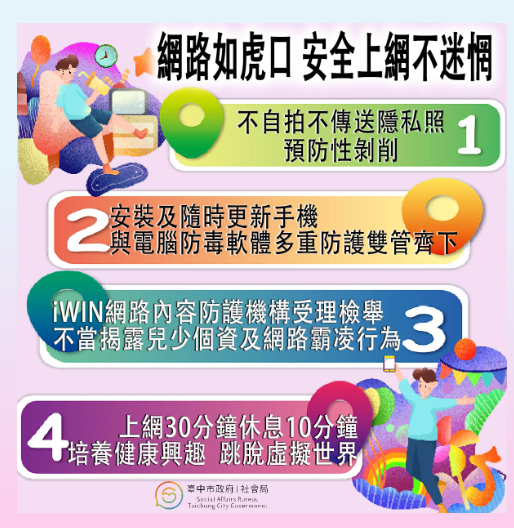 網路如虎口 安全上網不迷惘
不自拍不傳送隱私照
預防性剝削
1
2
安裝及隨時更新手機
與電腦防毒軟體多重防護雙管齊下
iWIN網路內容防護機構受理檢舉
不當揭露兒少個資及網路霸凌行為
3
4
上網30分鐘休息10分鐘
培養健康興趣 跳脫虛擬世界
臺中市政府|社會局
Social Affairs Bureau,
Taichung City Government